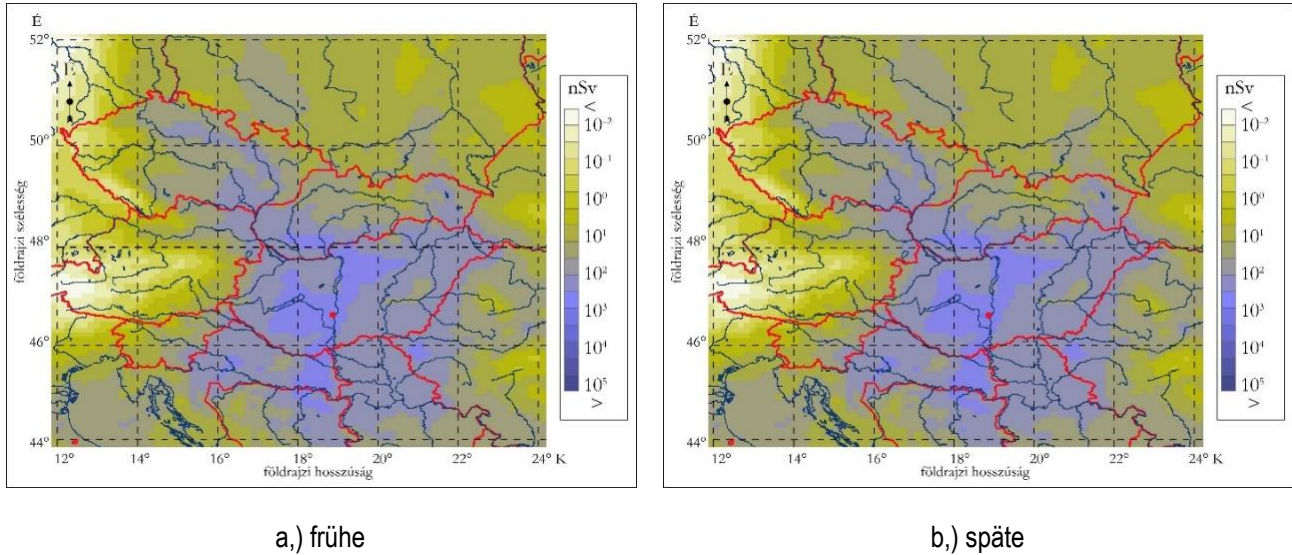 É
52°
50°
48°
46°
44°
földrajzi szélesség
12° 14° 16° 18° 20° 22° 24° K
földrajzi hosszúság
nSv
<
10⁻²
10⁻¹
10⁰
10¹
10²
10³
10⁴
10⁵
>
a,) frühe
É
52°
50°
48°
46°
44°
földrajzi szélesség
12° 14° 16° 18° 20° 22° 24° K
földrajzi hosszúság
nSv
<
10⁻²
10⁻¹
10⁰
10¹
10²
10³
10⁴
10⁵
>
b,) späte